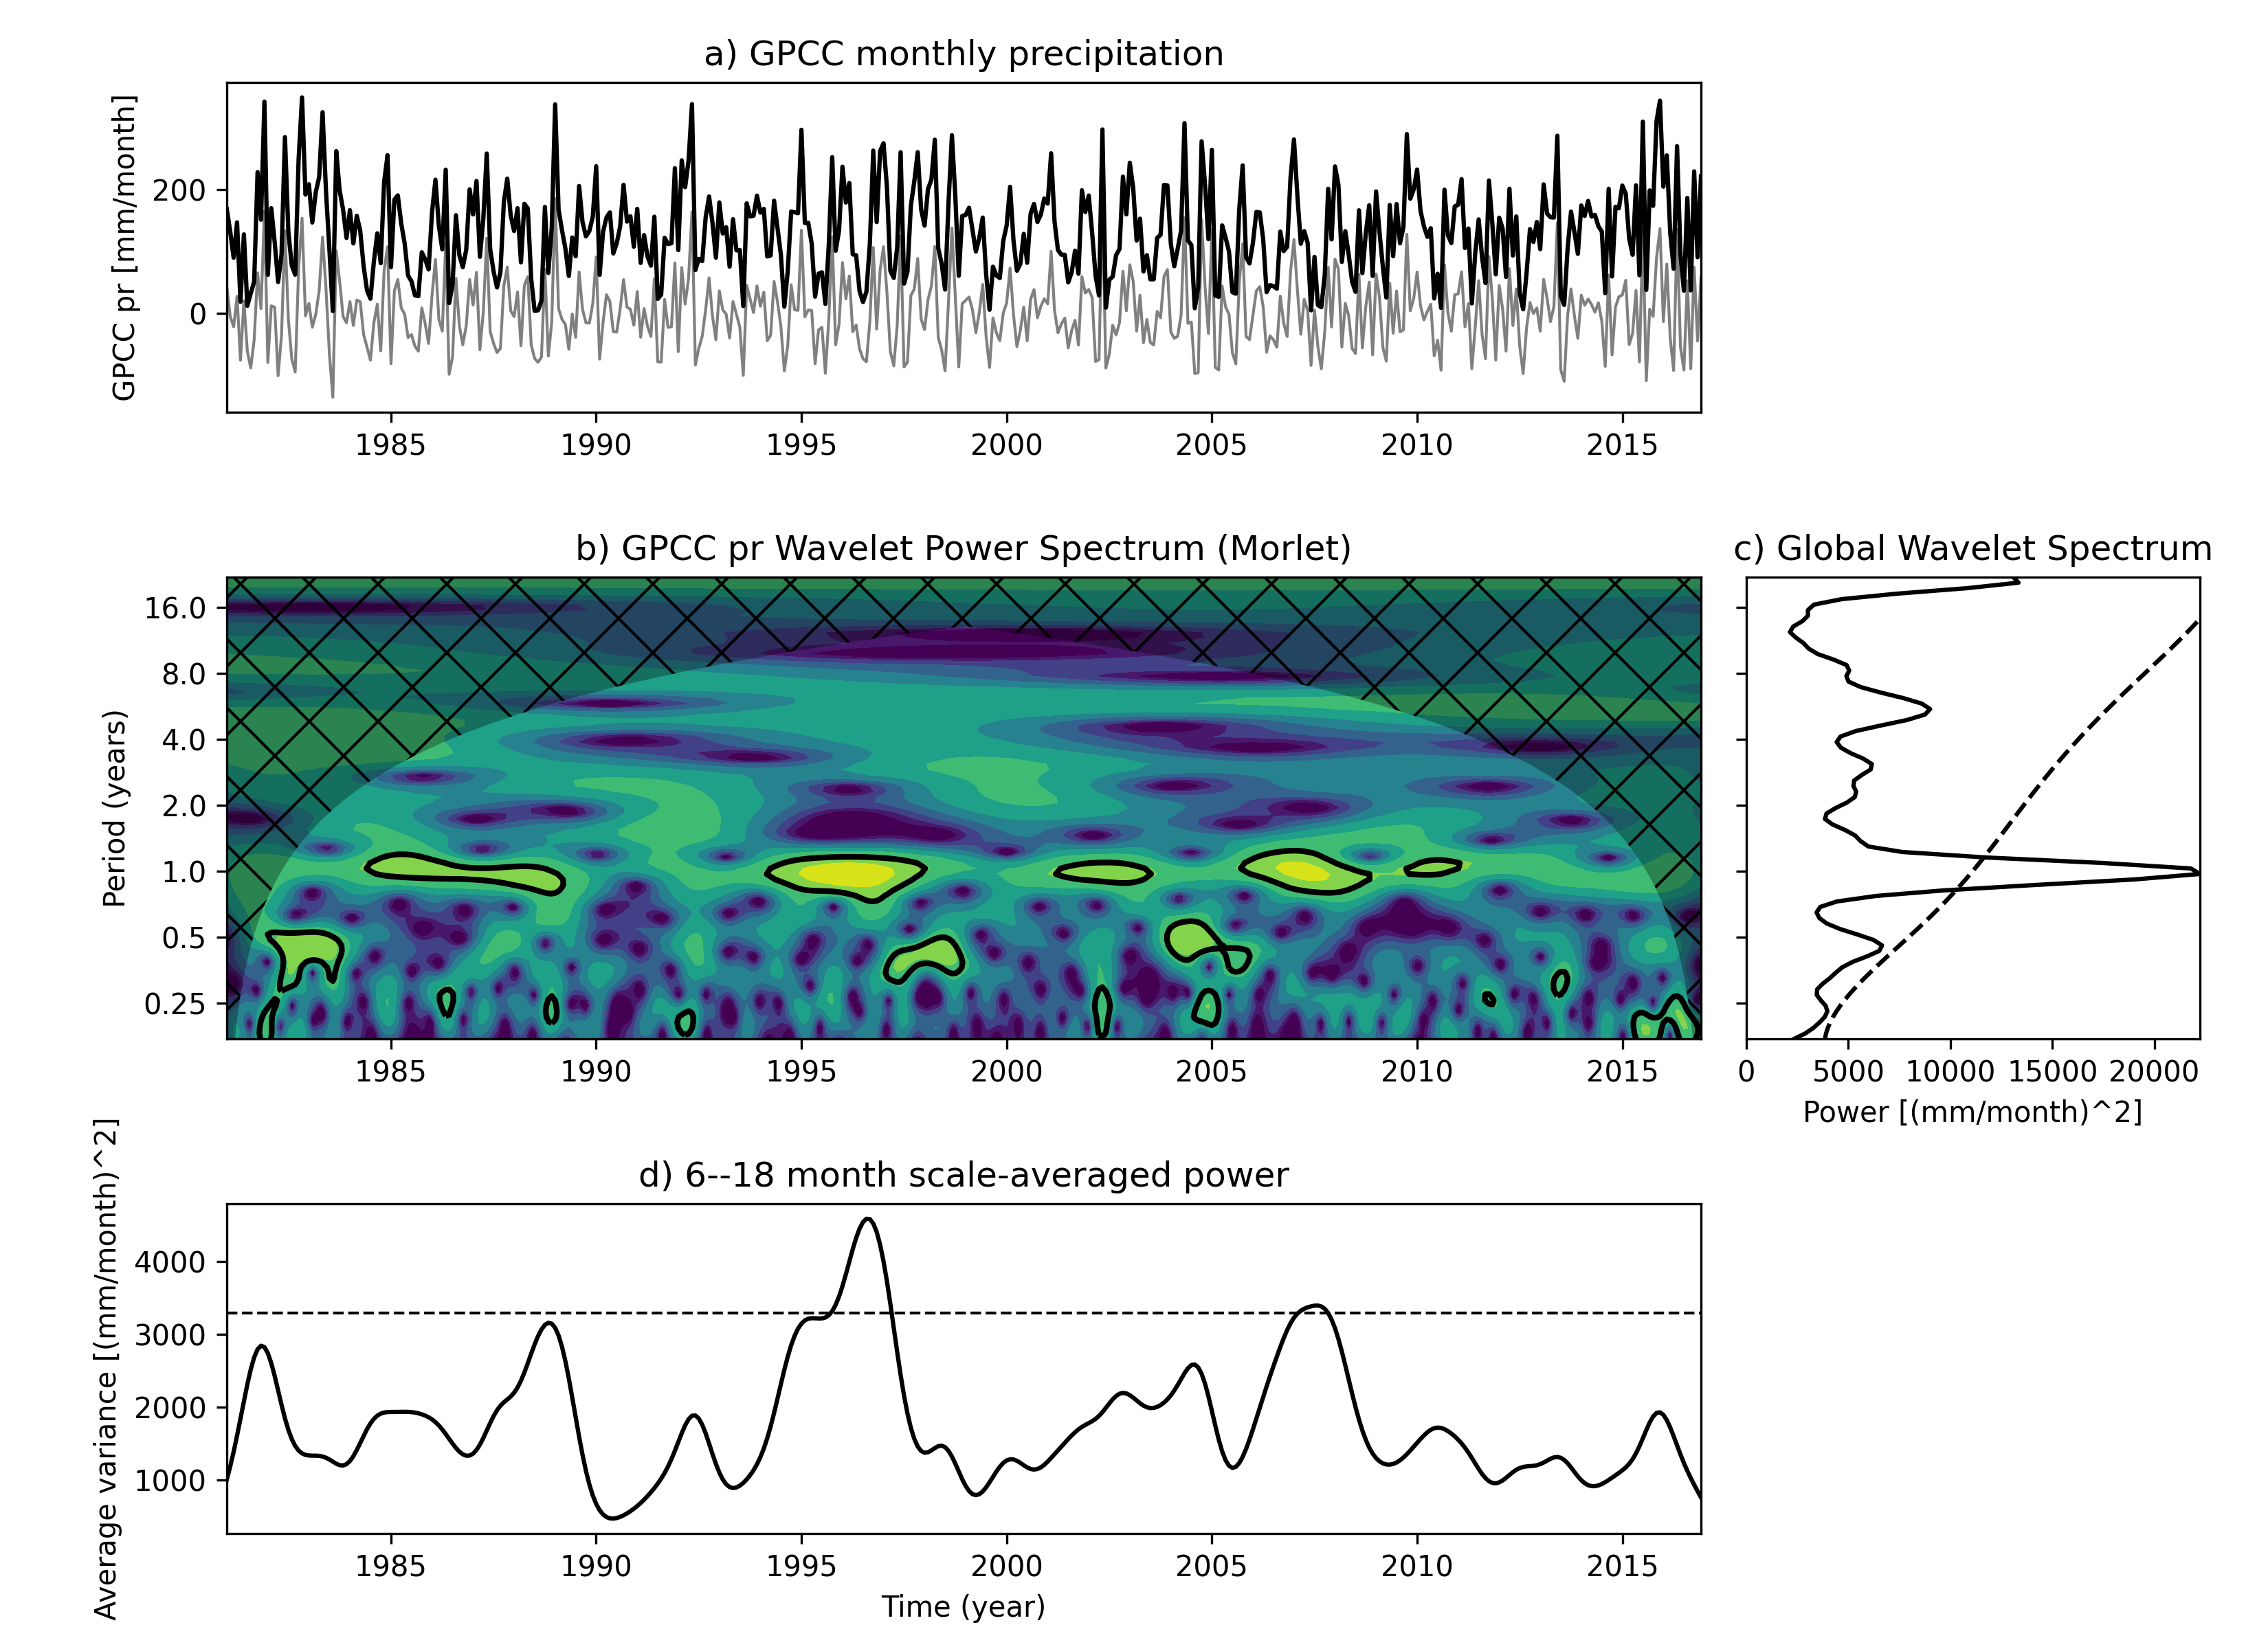 a) GPCC monthly precipitation
GPCC pr [mm/month]
200
0
1985 1990 1995 2000 2005 2010 2015
b) GPCC pr Wavelet Power Spectrum (Morlet)
Period (years)
16.0
8.0
4.0
2.0
1.0
0.5
0.25
1985 1990 1995 2000 2005 2010 2015
c) Global Wavelet Spectrum
0 5000 10000 15000 20000
Power [(mm/month)^2]
d) 6--18 month scale-averaged power
Average variance [(mm/month)^2]
4000
3000
2000
1000
1985 1990 1995 2000 2005 2010 2015
Time (year)